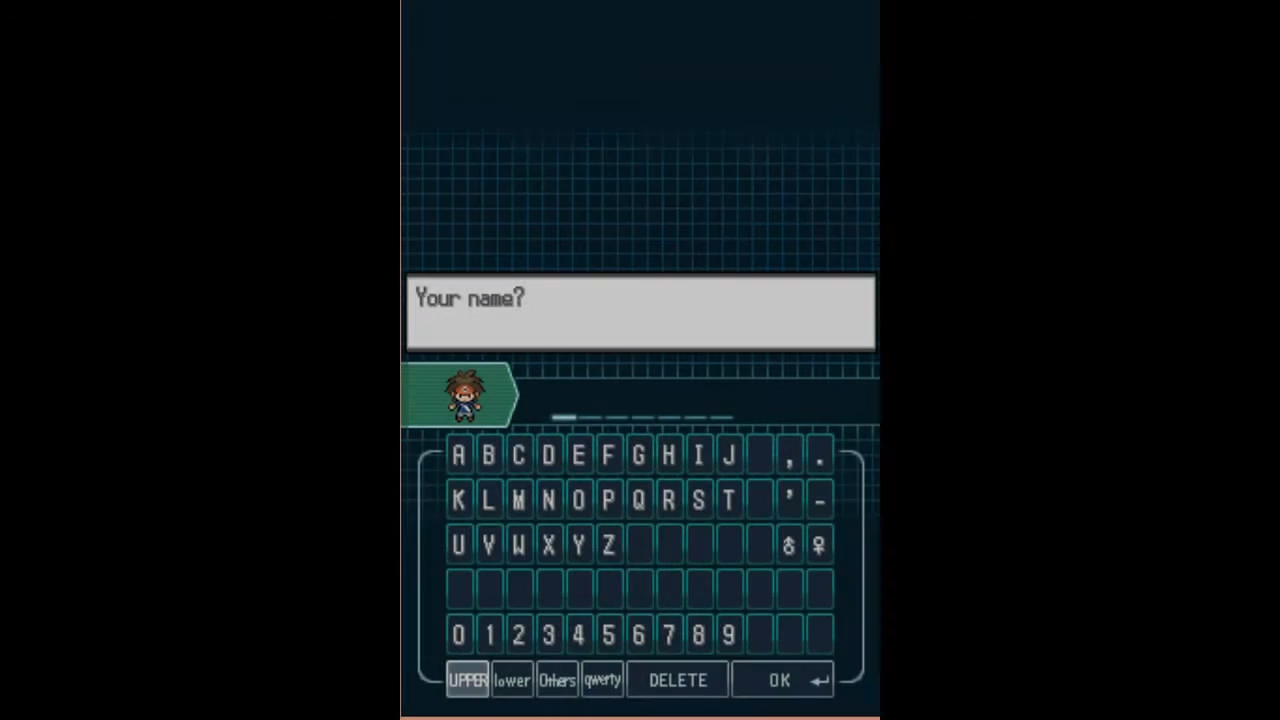 Your name?
A B C D E F G H I J , .
K L M N O P Q R S T ' -
U V W X Y Z ♂ ♀
0 1 2 3 4 5 6 7 8 9
UPPER lower Others qwerty DELETE OK